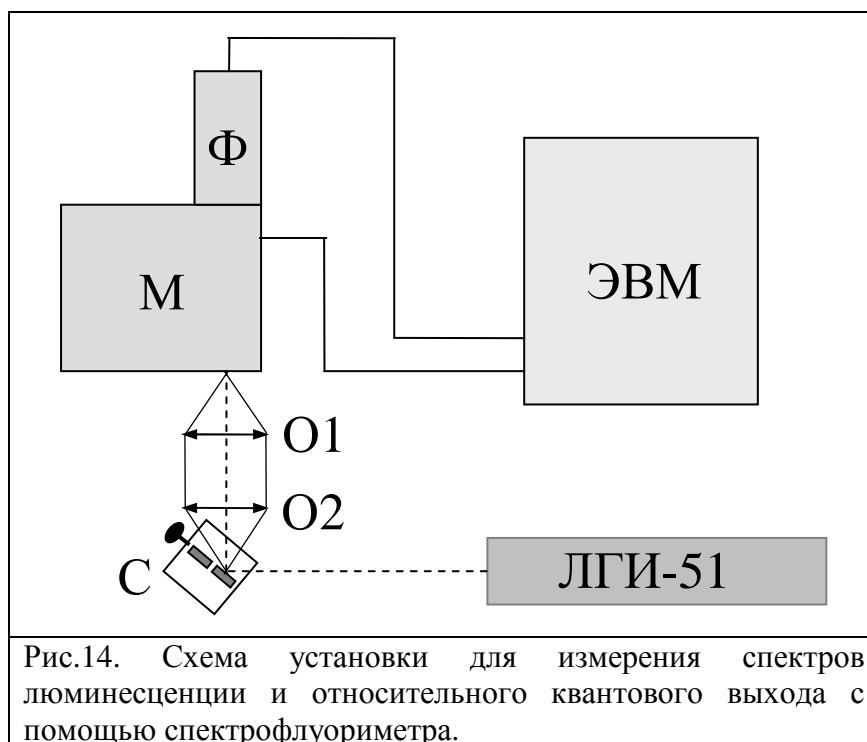 Ф
М
ЭВМ
О1
О2
С
ЛГИ-51
Рис.14. Схема установки для измерения спектров
люминесценции и относительного квантового выхода с
помощью спектрофлуориметра.